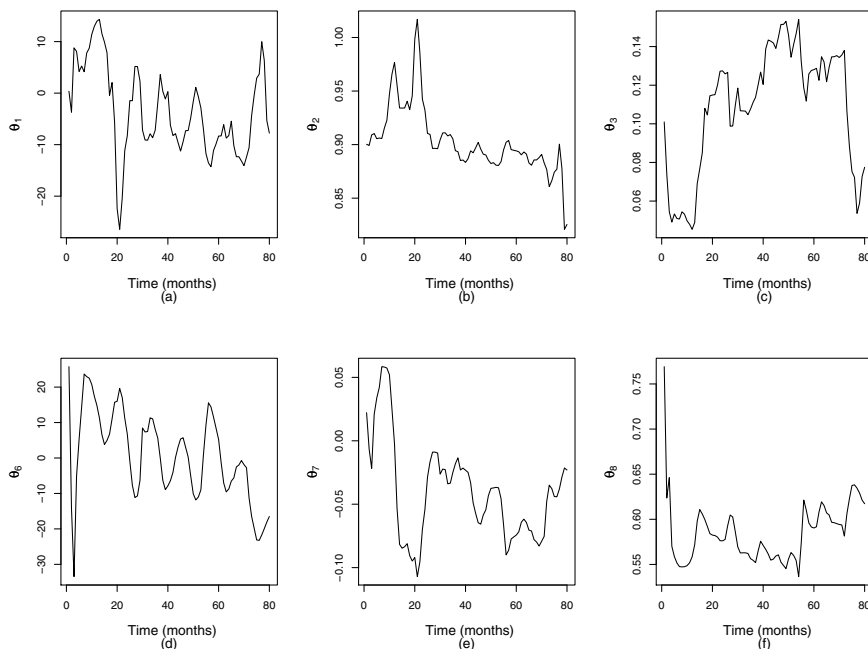 θ1
10
0
−10
−20
0 20 40 60 80
Time (months)
(a)
θ2
1.00
0.95
0.90
0.85
0 20 40 60 80
Time (months)
(b)
θ3
0.14
0.12
0.10
0.08
0.06
0 20 40 60 80
Time (months)
(c)
θ6
20
10
0
−10
−20
−30
0 20 40 60 80
Time (months)
(d)
θ7
0.05
0.00
−0.05
−0.10
0 20 40 60 80
Time (months)
(e)
θ8
0.75
0.70
0.65
0.60
0.55
0 20 40 60 80
Time (months)
(f)